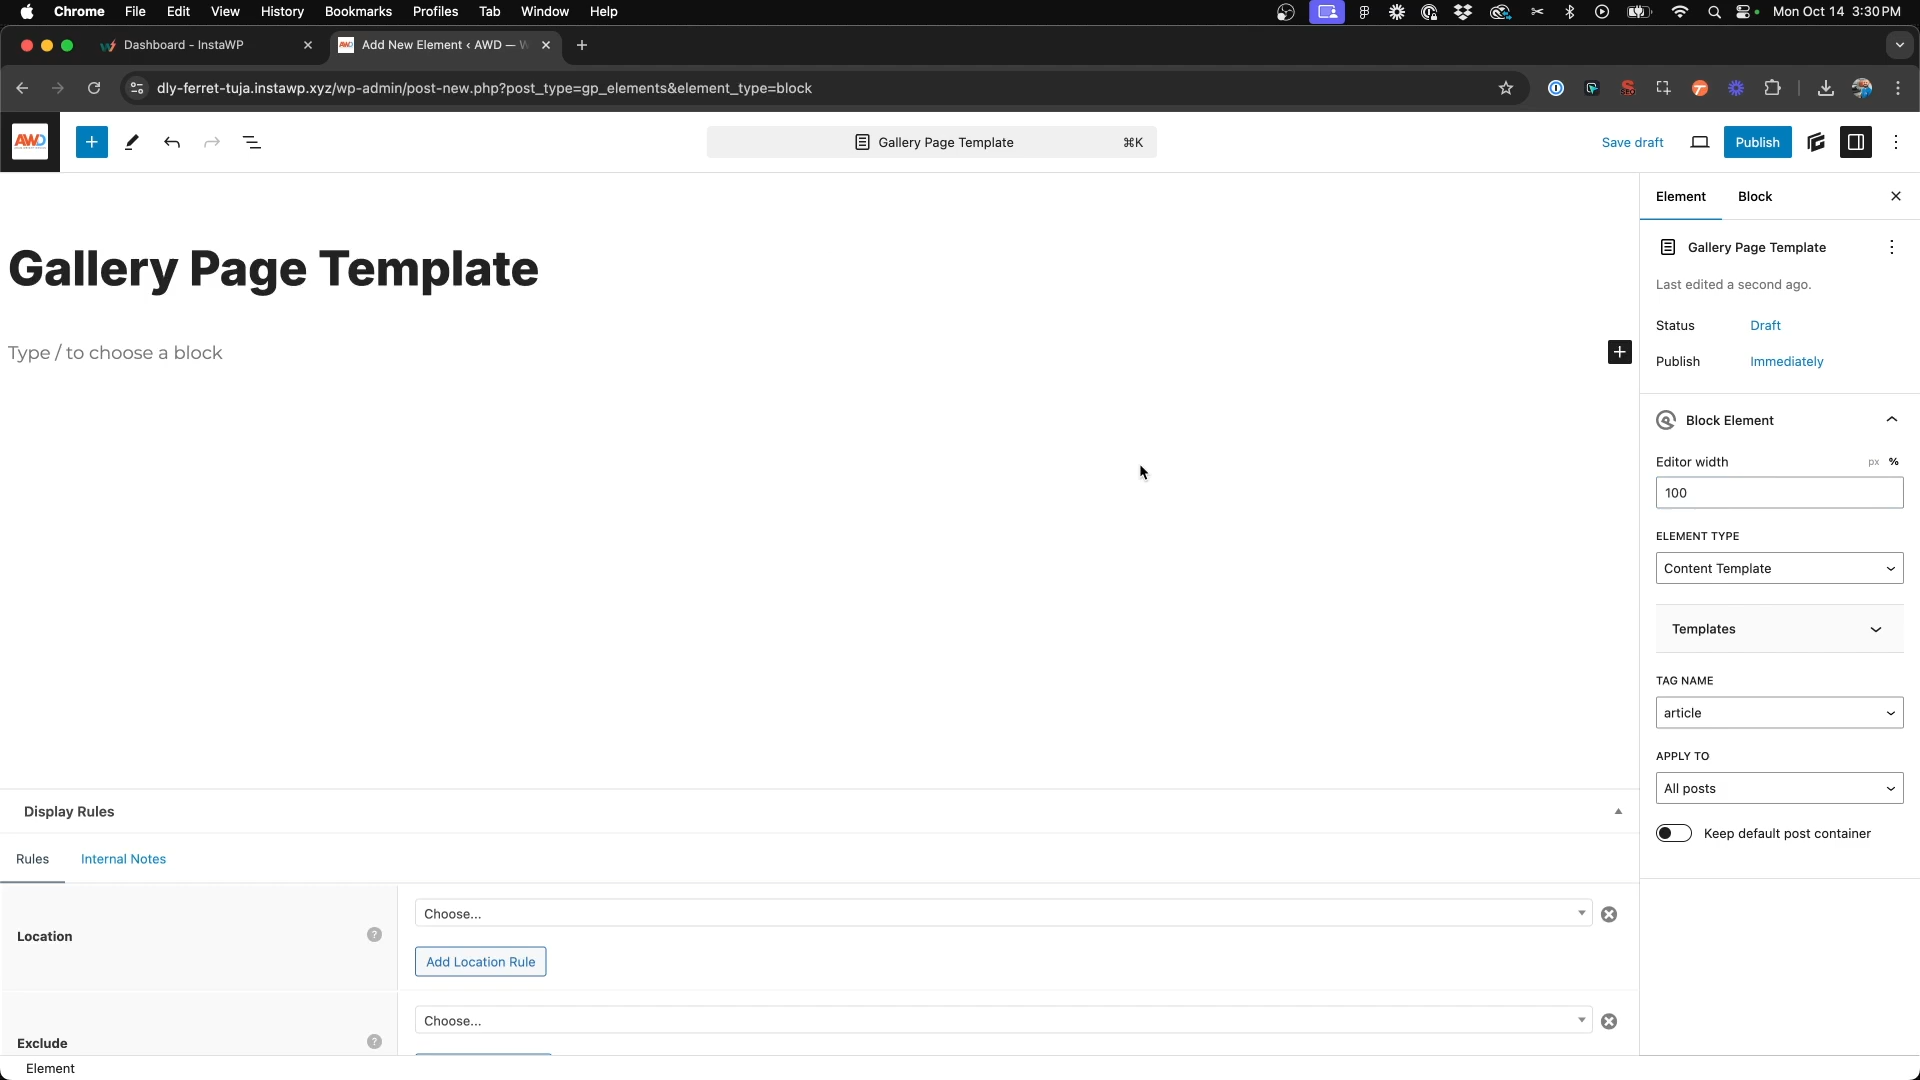 Chrome File Edit View History Bookmarks Profiles Tab Window Help Mon Oct 14 3:30 PM
Dashboard - InstaWP Add New Element ‹ AWD — W
dly-ferret-tuja.instawp.xyz/wp-admin/post-new.php?post_type=gp_elements&element_type=block
AWD Gallery Page Template ⌘K Save draft Publish
Element Block
Gallery Page Template
Gallery Page Template
Last edited a second ago.
Status Draft
Type / to choose a block
Publish Immediately
Block Element
Editor width px %
100
ELEMENT TYPE
Content Template
Templates
TAG NAME
article
APPLY TO
All posts
Keep default post container
Display Rules
Rules Internal Notes
Location
Choose...
Add Location Rule
Exclude
Choose...
Element